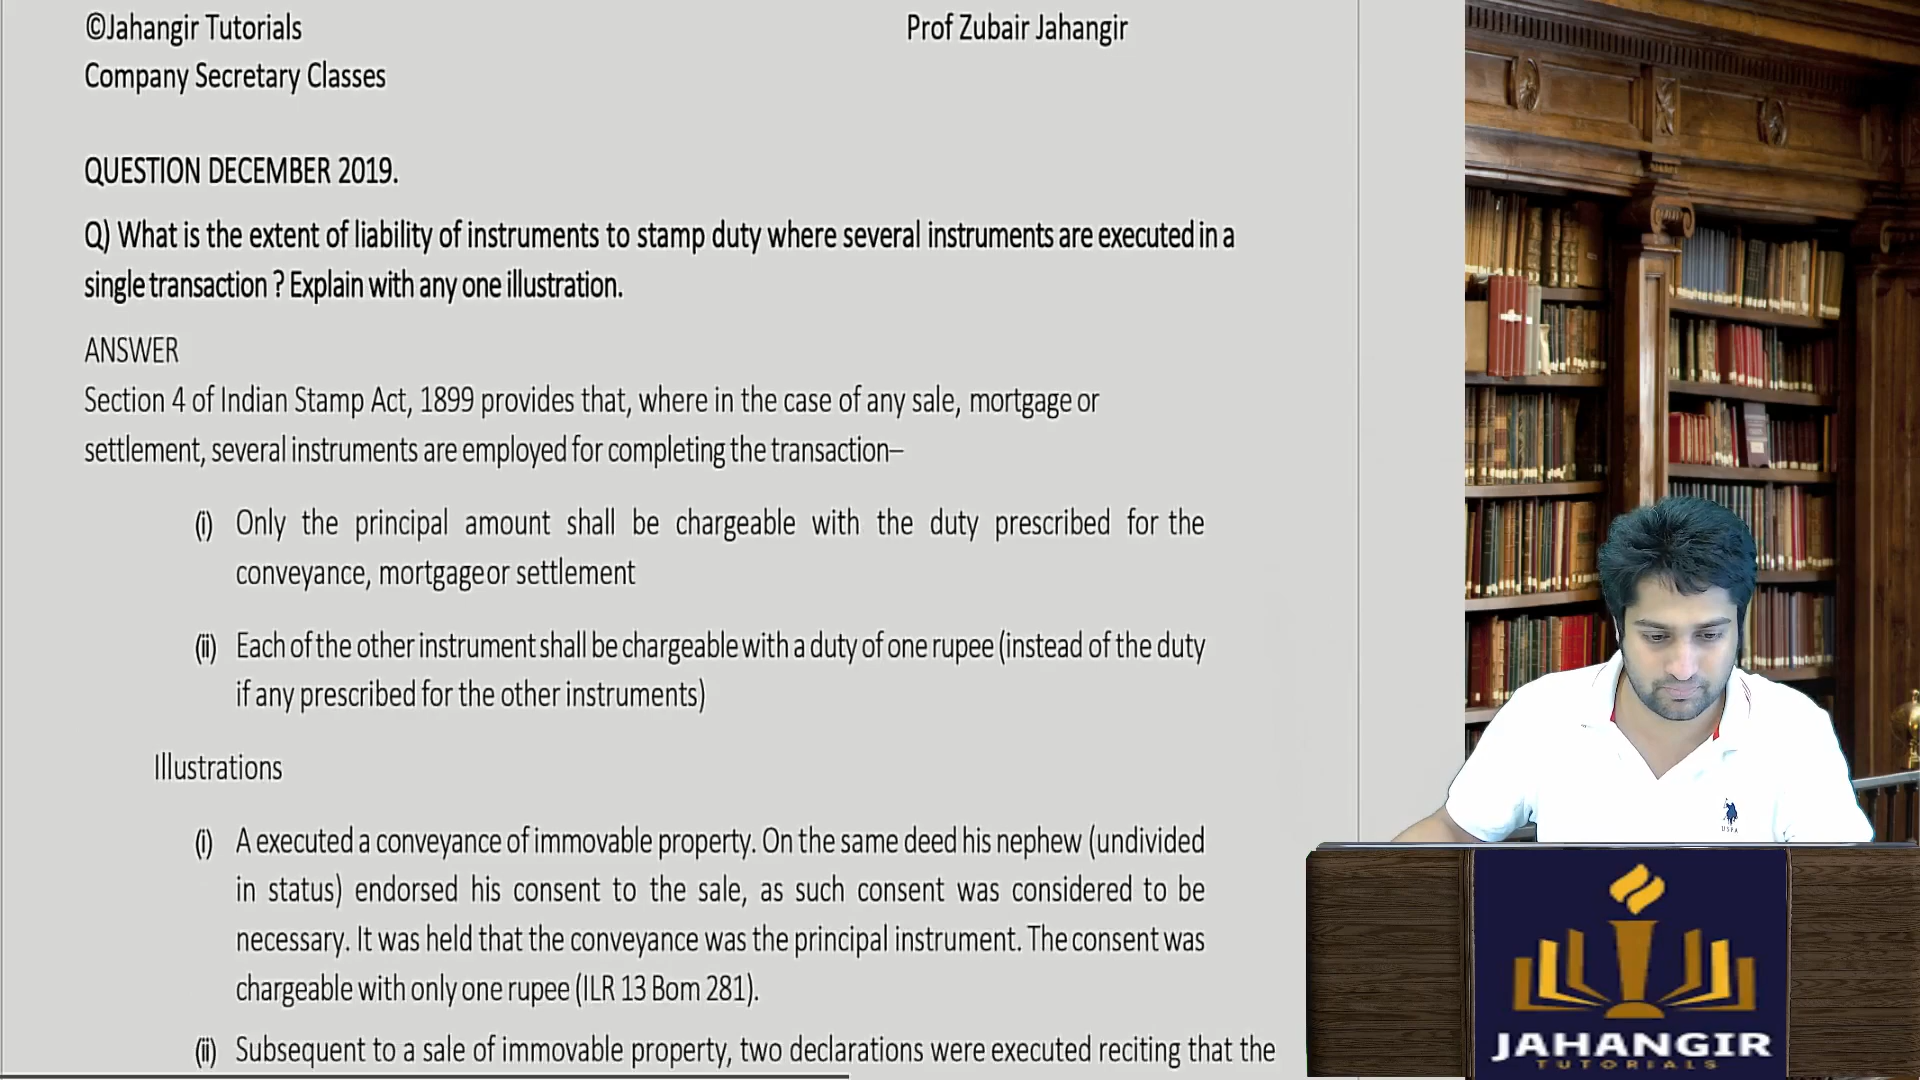 ©Jahangir Tutorials
Prof Zubair Jahangir
Company Secretary Classes
QUESTION DECEMBER 2019.
Q) What is the extent of liability of instruments to stamp duty where several instruments are executed in a
single transaction ? Explain with any one illustration.
ANSWER
Section 4 of Indian Stamp Act, 1899 provides that, where in the case of any sale, mortgage or
settlement, several instruments are employed for completing the transaction–
(i) Only the principal amount shall be chargeable with the duty prescribed for the
conveyance, mortgage or settlement
(ii) Each of the other instrument shall be chargeable with a duty of one rupee (instead of the duty
if any prescribed for the other instruments)
Illustrations
(i) A executed a conveyance of immovable property. On the same deed his nephew (undivided
in status) endorsed his consent to the sale, as such consent was considered to be
necessary. It was held that the conveyance was the principal instrument. The consent was
chargeable with only one rupee (ILR 13 Bom 281).
(ii) Subsequent to a sale of immovable property, two declarations were executed reciting that the
USPA
JAHANGIR
TUTORIALS